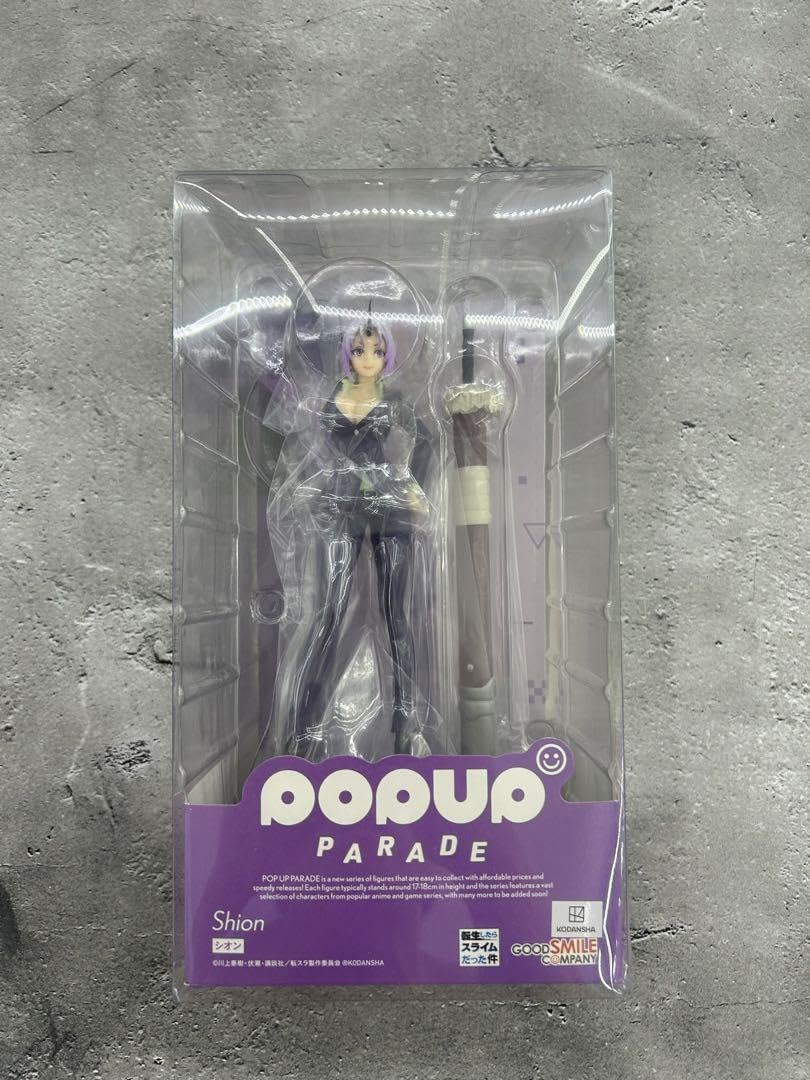 POPUP
PARADE
POP UP PARADE is a new series of figures that are easy to collect with affordable prices and
speedy releases! Each figure typically stands around 17-18cm in height and the series features a vast
selection of characters from popular anime and game series, with many more to be added soon!
Shion
シオン
©川上泰樹・伏瀬・講談社／転スラ製作委員会 ®KODANSHA
転生したら
スライム
だった件
KODANSHA
GOOD SMILE
COMPANY